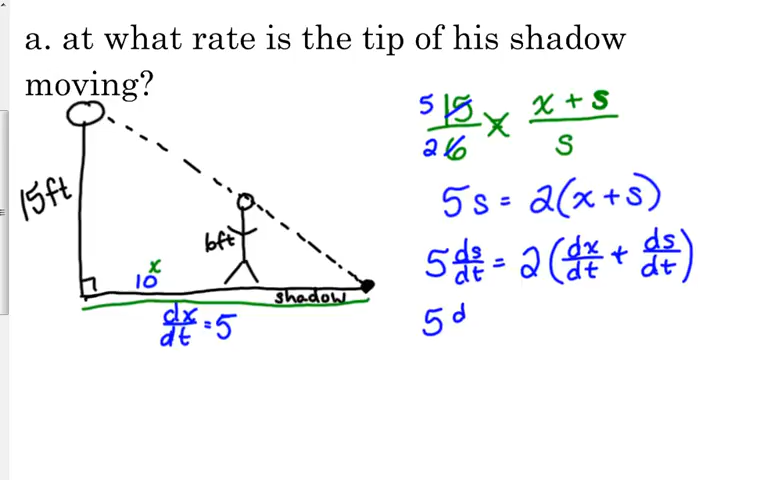 a. at what rate is the tip of his shadow
moving?
5 15 x + s
2 6 s
15ft
5s = 2(x + s)
6ft
5 ds/dt = 2(dx/dt + ds/dt)
x
10
shadow
dx/dt = 5
5 d